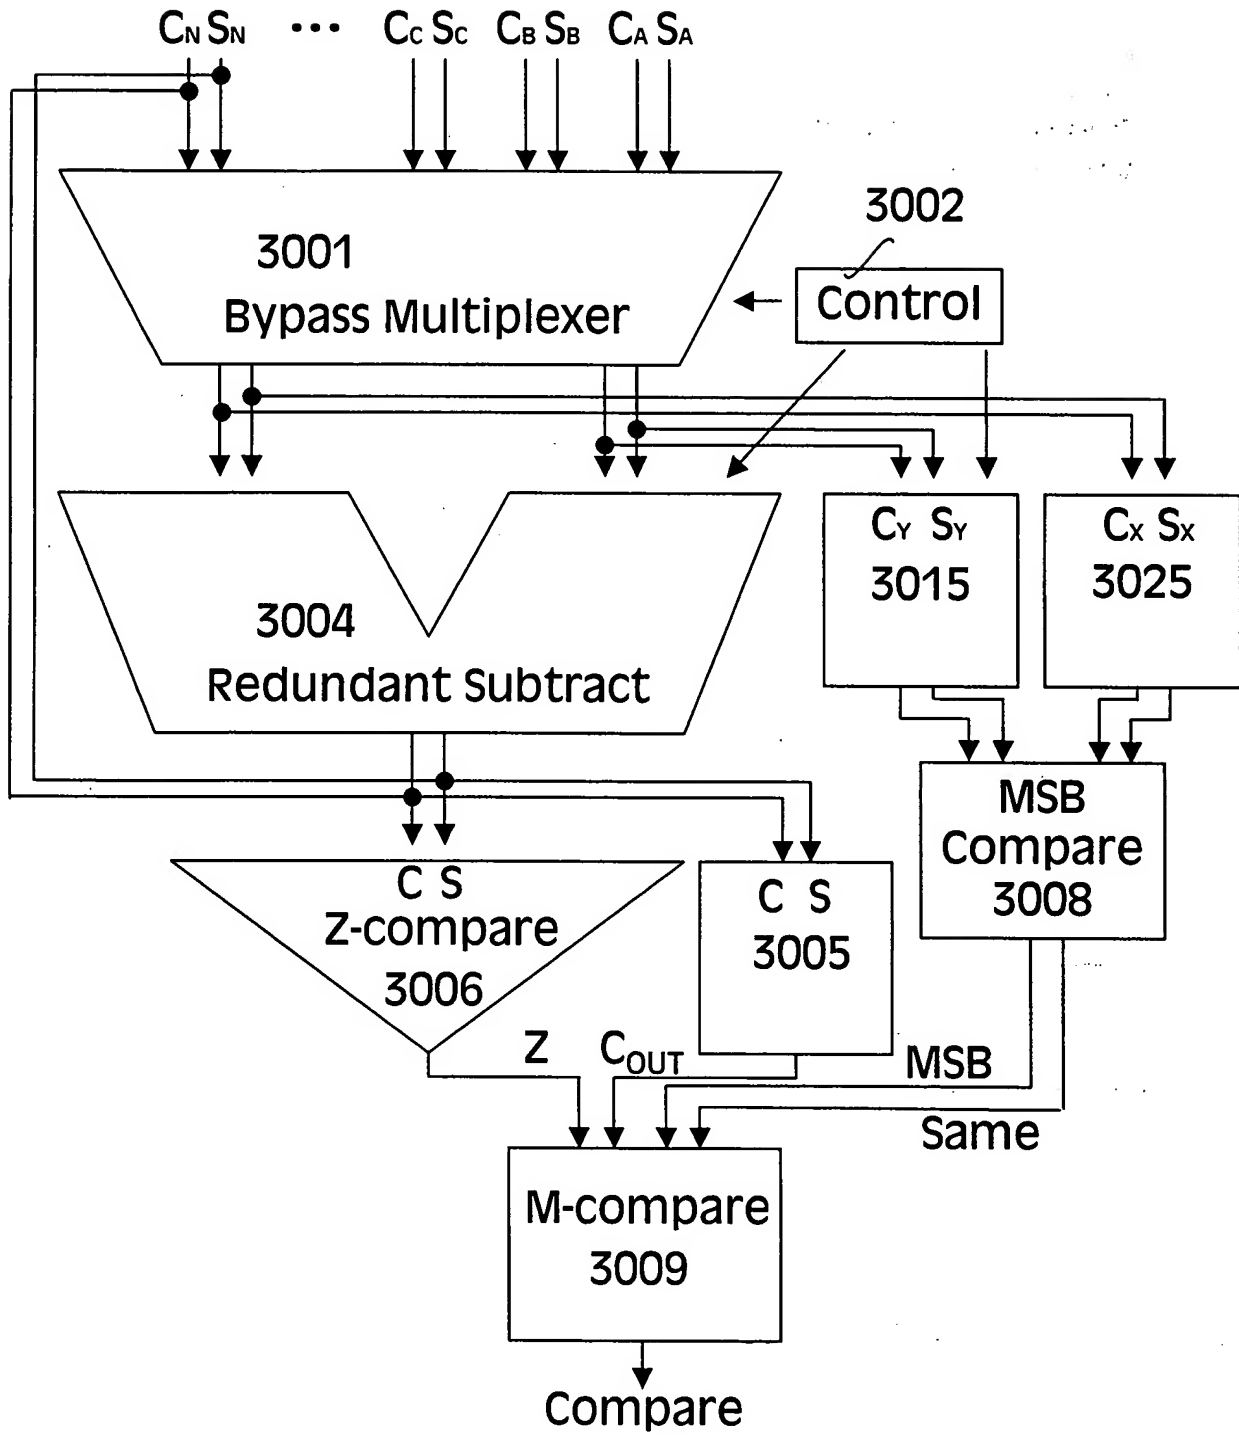 CN SN ... CC SC CB SB CA SA
3002
3001
Bypass Multiplexer
Control
CY SY
3015
CX SX
3025
3004
Redundant Subtract
MSB
Compare
3008
C S
Z-compare
3006
C S
3005
Z
COUT
MSB
Same
M-compare
3009
Compare